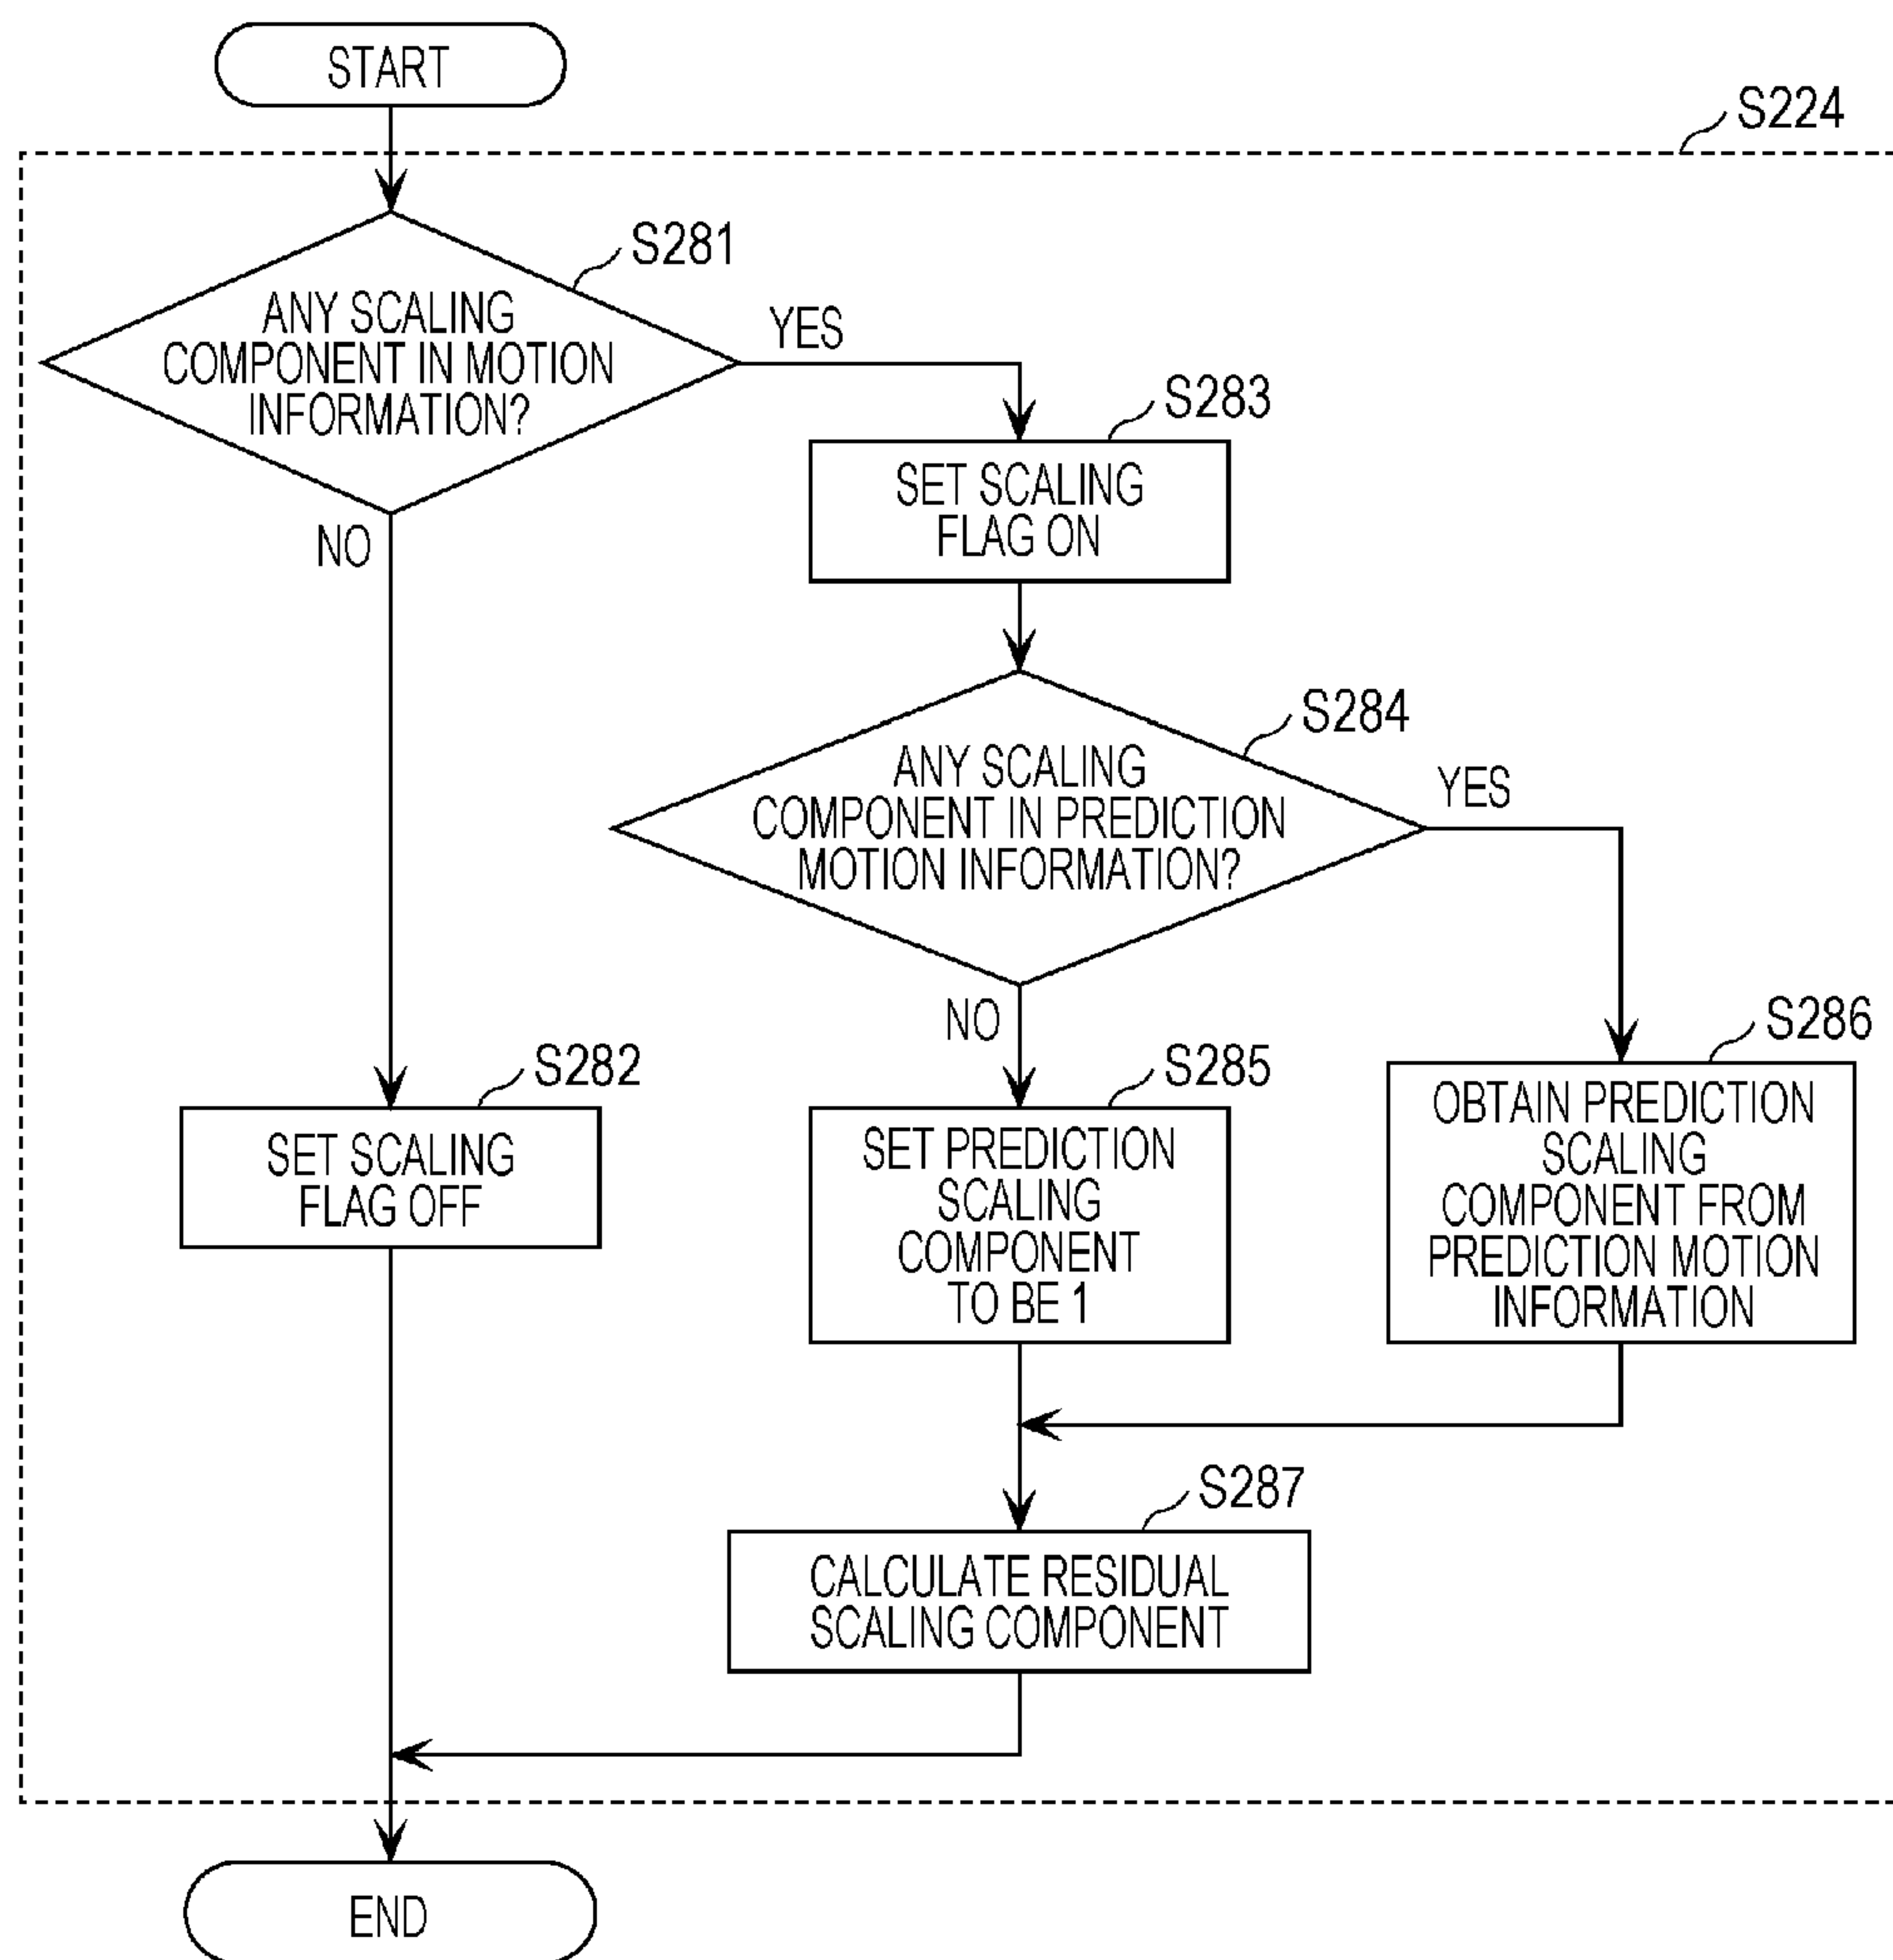 START
S224
S281
ANY SCALING
COMPONENT IN MOTION
INFORMATION?
YES
NO
S283
SET SCALING
FLAG ON
S284
ANY SCALING
COMPONENT IN PREDICTION
MOTION INFORMATION?
YES
NO
S282
SET SCALING
FLAG OFF
S285
SET PREDICTION
SCALING
COMPONENT
TO BE 1
S286
OBTAIN PREDICTION
SCALING
COMPONENT FROM
PREDICTION MOTION
INFORMATION
S287
CALCULATE RESIDUAL
SCALING COMPONENT
END